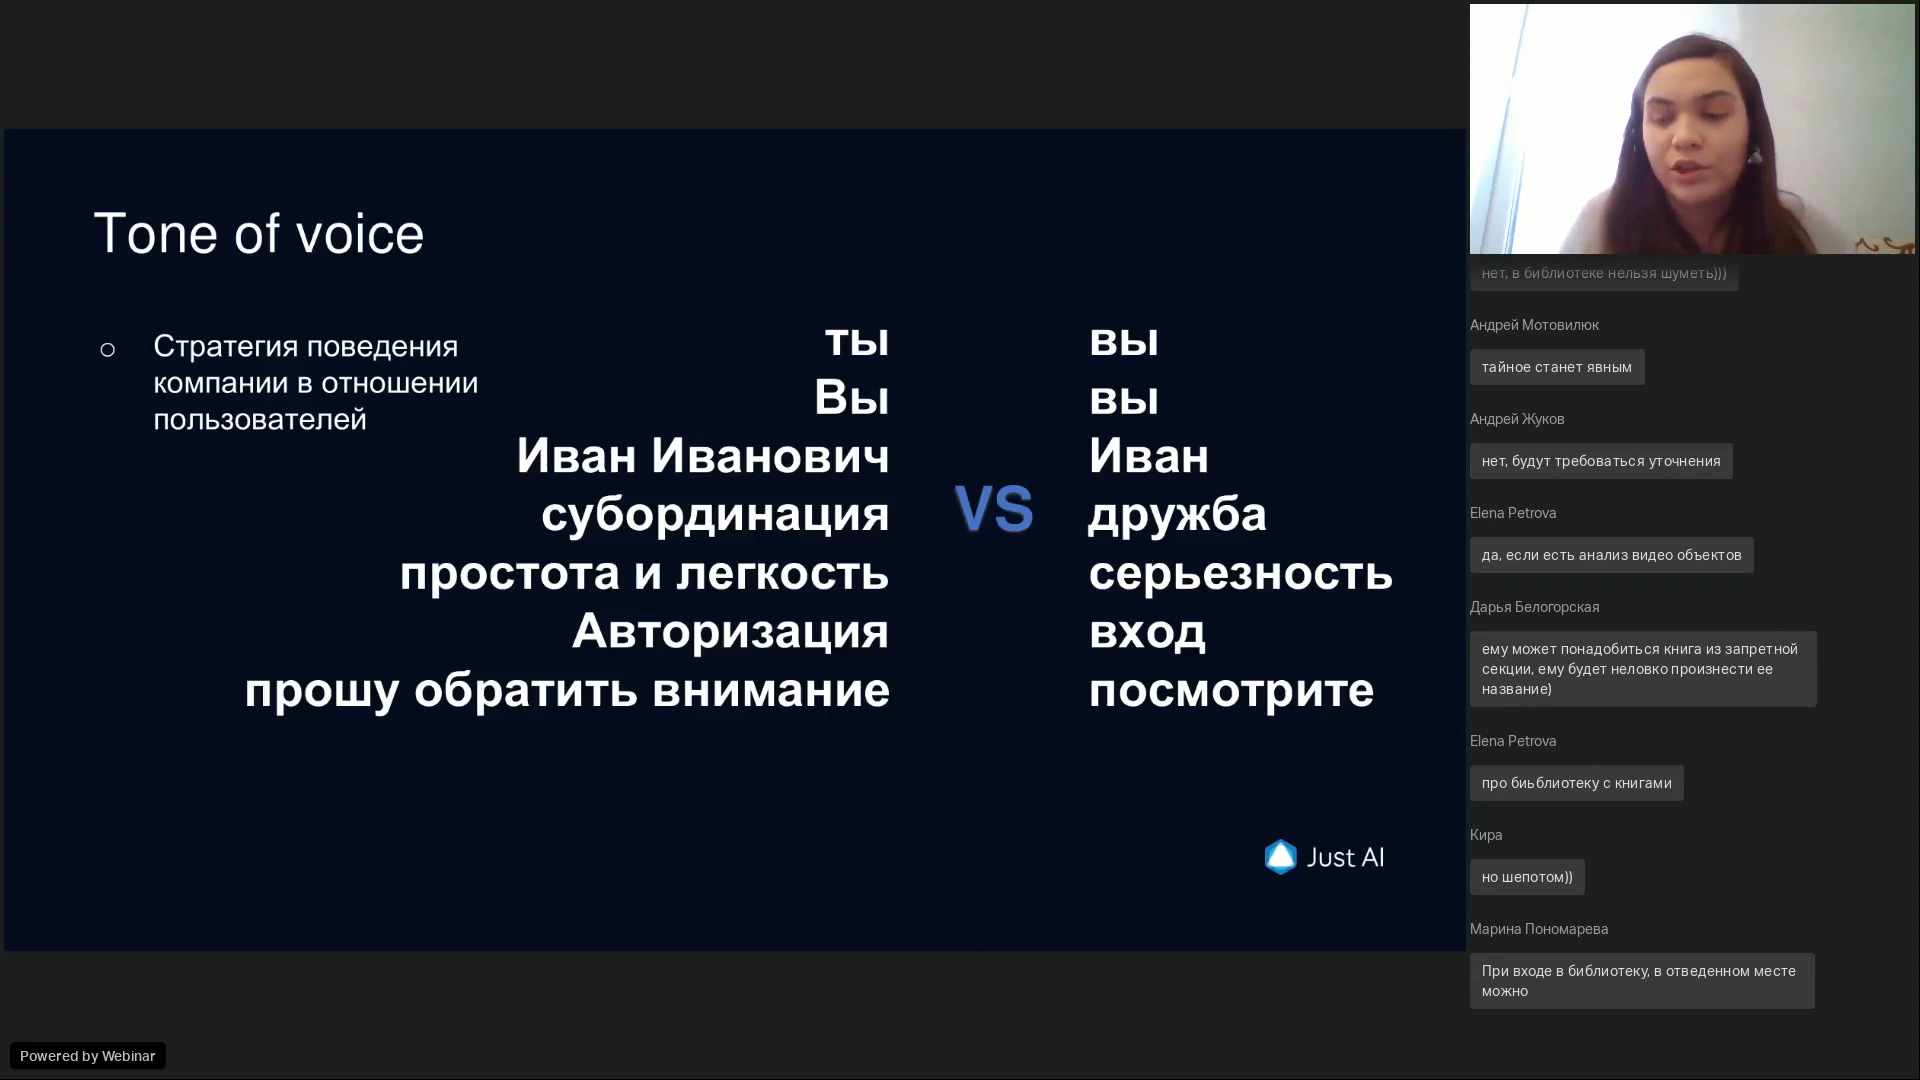 Tone of voice
Стратегия поведения
компании в отношении
пользователей
ты
Вы
Иван Иванович
субординация
простота и легкость
Авторизация
прошу обратить внимание
VS
вы
вы
Иван
дружба
серьезность
вход
посмотрите
Just AI
нет, в библиотеке нельзя шуметь)))
Андрей Мотовилюк
тайное станет явным
Андрей Жуков
нет, будут требоваться уточнения
Elena Petrova
да, если есть анализ видео объектов
Дарья Белогорская
ему может понадобиться книга из запретной
секции, ему будет неловко произнести ее
название)
Elena Petrova
про биьблиотеку с книгами
Кира
но шепотом))
Марина Пономарева
При входе в библиотеку, в отведенном месте
можно
Powered by Webinar